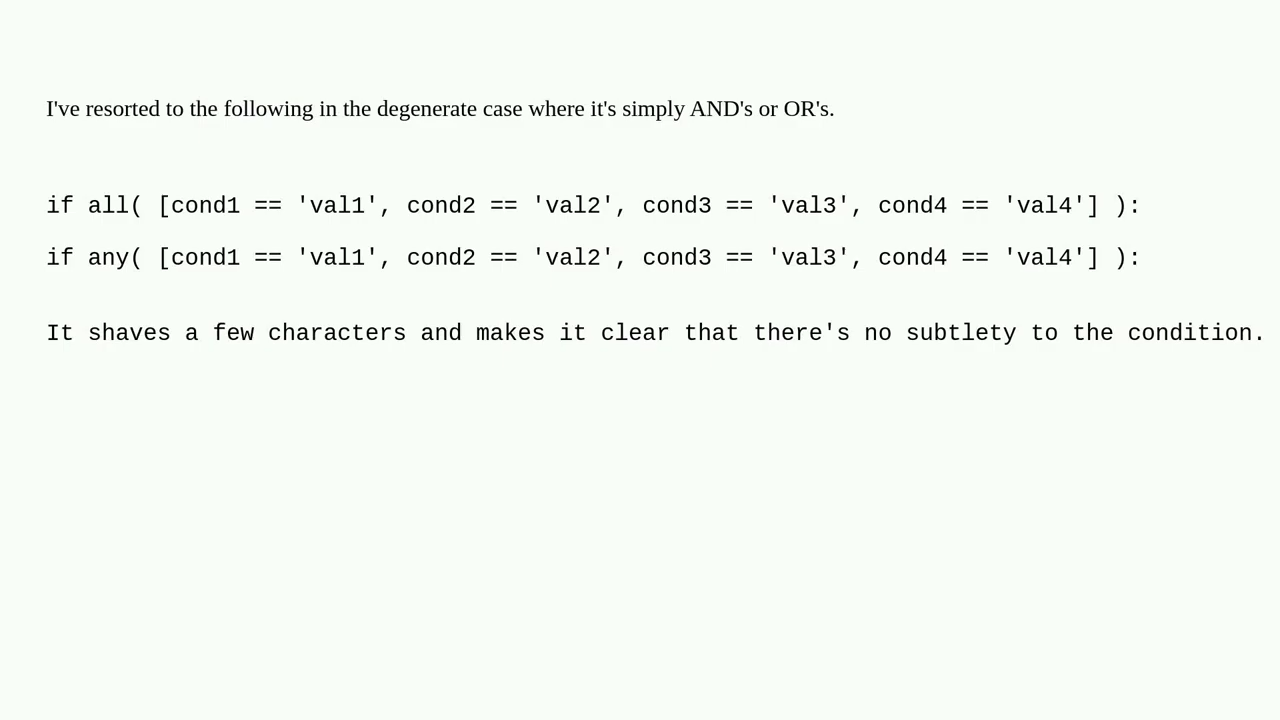 I've resorted to the following in the degenerate case where it's simply AND's or OR's.
if all( [cond1 == 'val1', cond2 == 'val2', cond3 == 'val3', cond4 == 'val4'] ):
if any( [cond1 == 'val1', cond2 == 'val2', cond3 == 'val3', cond4 == 'val4'] ):
It shaves a few characters and makes it clear that there's no subtlety to the condition.